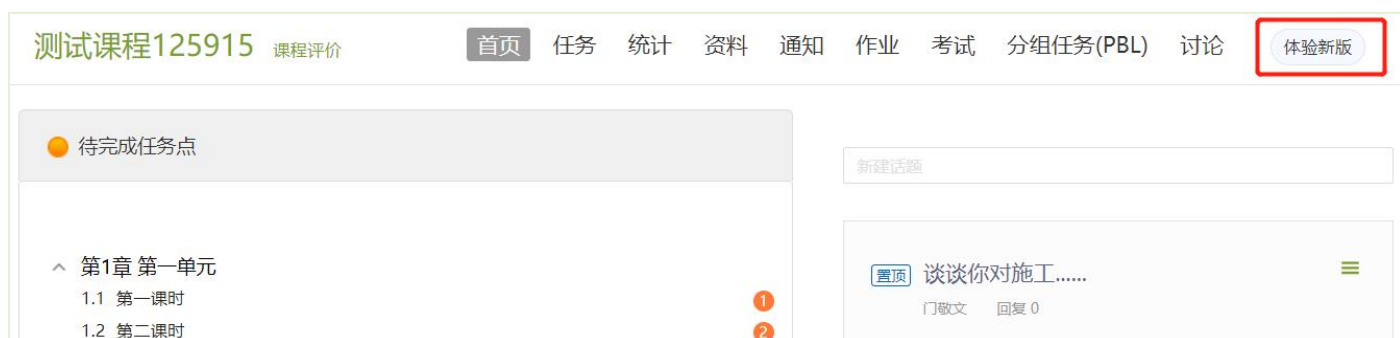 测试课程125915 课程评价 首页 任务 统计 资料 通知 作业 考试 分组任务(PBL) 讨论 体验新版
待完成任务点
新建话题
第1章 第一单元
1.1 第一课时 1
1.2 第二课时 2
置顶 谈谈你对施工......
门敬文 回复 0